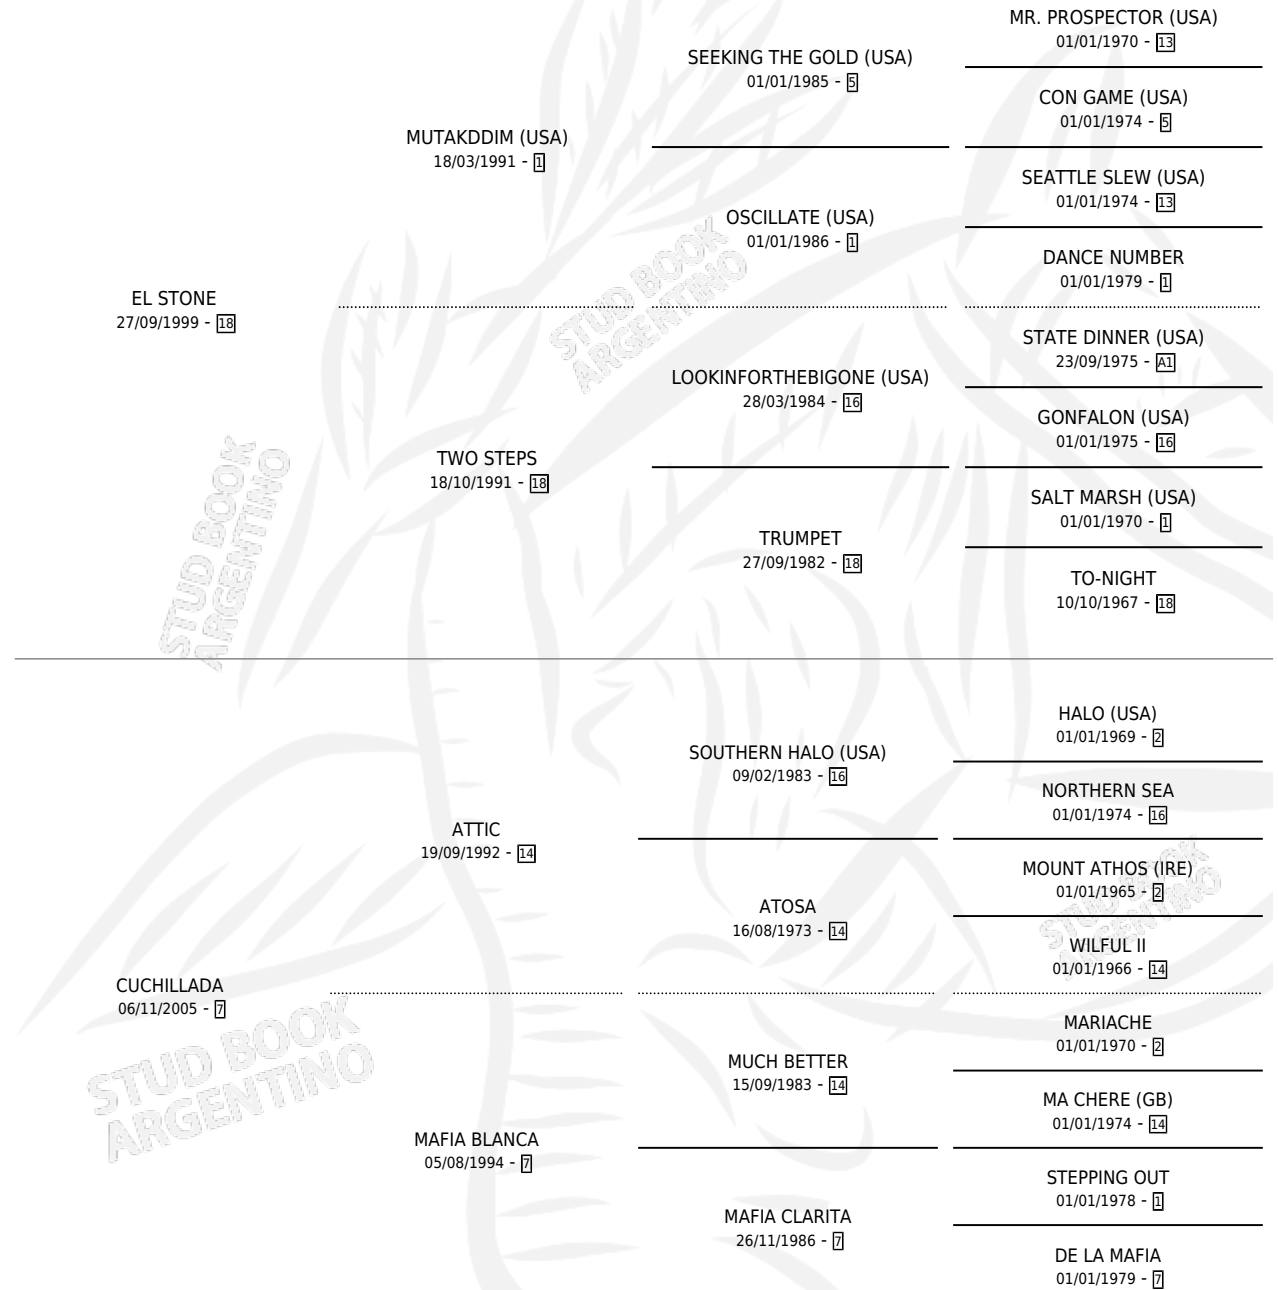 MR. PROSPECTOR (USA)
01/01/1970 - 13
SEEKING THE GOLD (USA)
01/01/1985 - 5
CON GAME (USA)
01/01/1974 - 5
MUTAKDDIM (USA)
18/03/1991 - 1
SEATTLE SLEW (USA)
01/01/1974 - 13
OSCILLATE (USA)
01/01/1986 - 1
DANCE NUMBER
01/01/1979 - 1
EL STONE
27/09/1999 - 18
STUD BOOK
ARGENTINO
STATE DINNER (USA)
23/09/1975 - A1
LOOKINFORTHEBIGONE (USA)
28/03/1984 - 16
GONFALON (USA)
01/01/1975 - 16
TWO STEPS
18/10/1991 - 18
SALT MARSH (USA)
01/01/1970 - 1
TRUMPET
27/09/1982 - 18
TO-NIGHT
10/10/1967 - 18
STUD BOOK
ARGENTINO
HALO (USA)
01/01/1969 - 2
SOUTHERN HALO (USA)
09/02/1983 - 16
NORTHERN SEA
01/01/1974 - 16
ATTIC
19/09/1992 - 14
MOUNT ATHOS (IRE)
01/01/1965 - 2
ATOSA
16/08/1973 - 14
STUD BOOK
ARGENTINO
WILFUL II
01/01/1966 - 14
CUCHILLADA
06/11/2005 - 7
STUD BOOK
ARGENTINO
MARIACHE
01/01/1970 - 2
MUCH BETTER
15/09/1983 - 14
MA CHERE (GB)
01/01/1974 - 14
MAFIA BLANCA
05/08/1994 - 7
STEPPING OUT
01/01/1978 - 1
MAFIA CLARITA
26/11/1986 - 7
DE LA MAFIA
01/01/1979 - 7